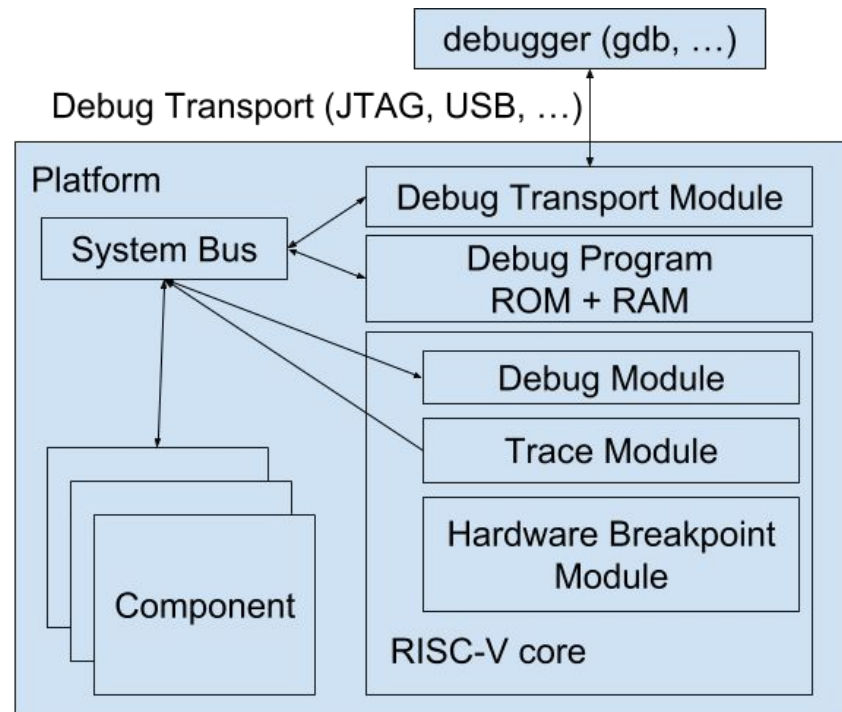 debugger (gdb, …)
Debug Transport (JTAG, USB, …)
Platform
Debug Transport Module
System Bus
Debug Program
ROM + RAM
Debug Module
Trace Module
Hardware Breakpoint
Module
Component
RISC-V core